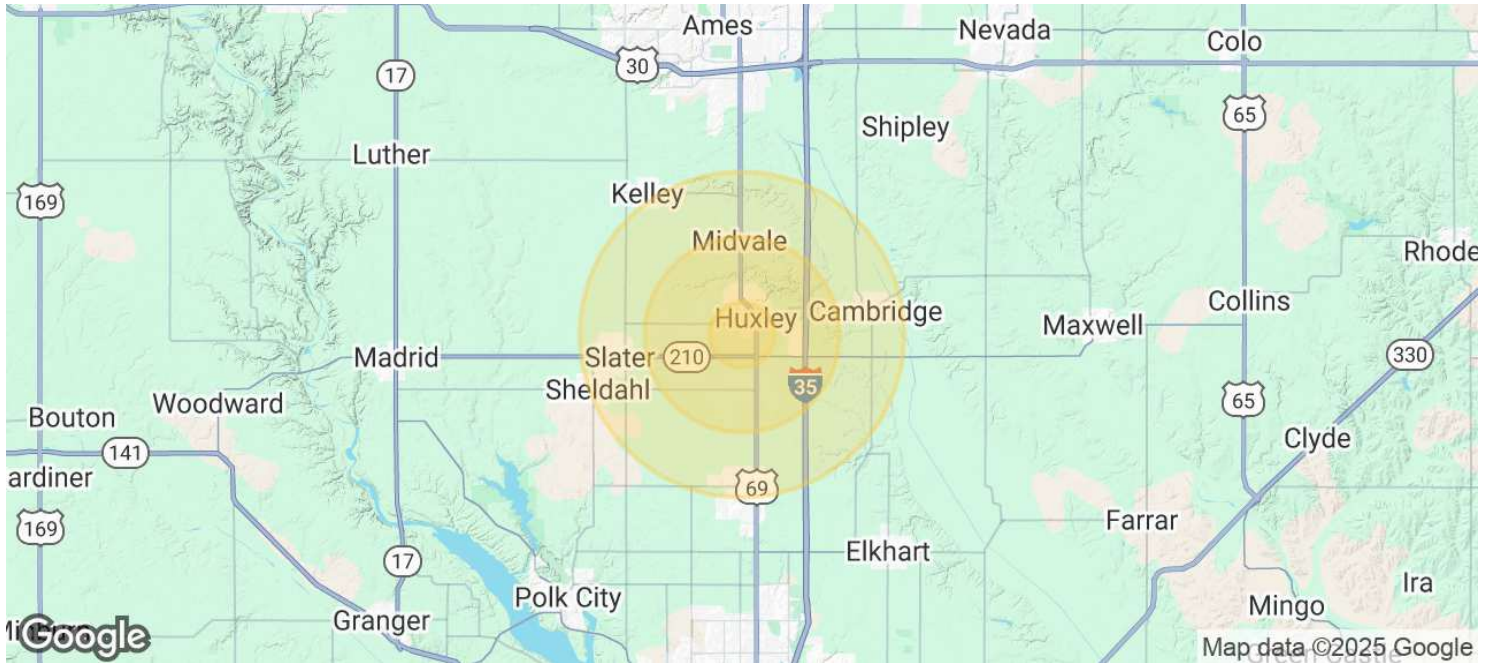 Ames
Nevada
Colo
30
17
65
Shipley
Luther
169
Kelley
Midvale
Rhode
Collins
Huxley
Cambridge
Maxwell
Madrid
Slater
210
330
Sheldahl
35
Woodward
65
Bouton
Clyde
141
ardiner
69
169
Farrar
17
Elkhart
Ira
Polk City
Mingo
Granger
Google
Map data ©2025 Google